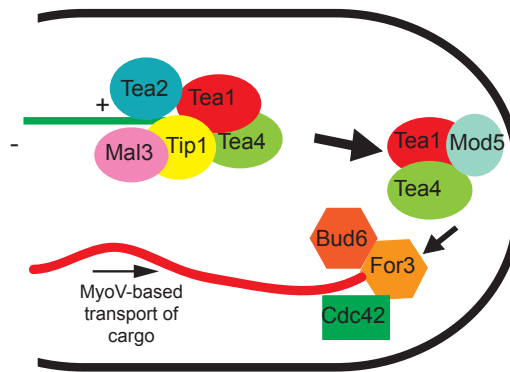 Tea2
+
Tea1
-
Mal3
Tip1
Tea4
Tea1
Mod5
Tea4
Bud6
For3
Cdc42
MyoV-based
transport of
cargo